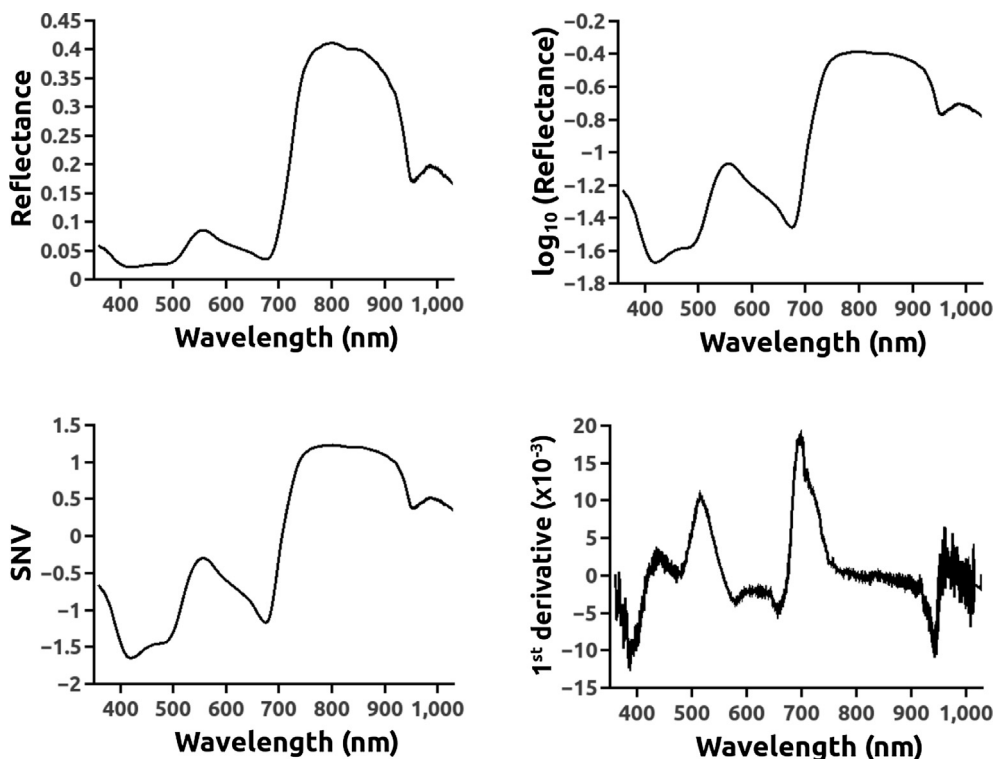 Reflectance
0.45
0.4
0.35
0.3
0.25
0.2
0.15
0.1
0.05
0
400 500 600 700 800 900 1,000
Wavelength (nm)
log₁₀ (Reflectance)
−0.2
−0.4
−0.6
−0.8
−1
−1.2
−1.4
−1.6
−1.8
400 500 600 700 800 900 1,000
Wavelength (nm)
SNV
1.5
1
0.5
0
−0.5
−1
−1.5
−2
400 500 600 700 800 900 1,000
Wavelength (nm)
1ˢᵗ derivative (x10⁻³)
20
15
10
5
0
−5
−10
−15
400 500 600 700 800 900 1,000
Wavelength (nm)